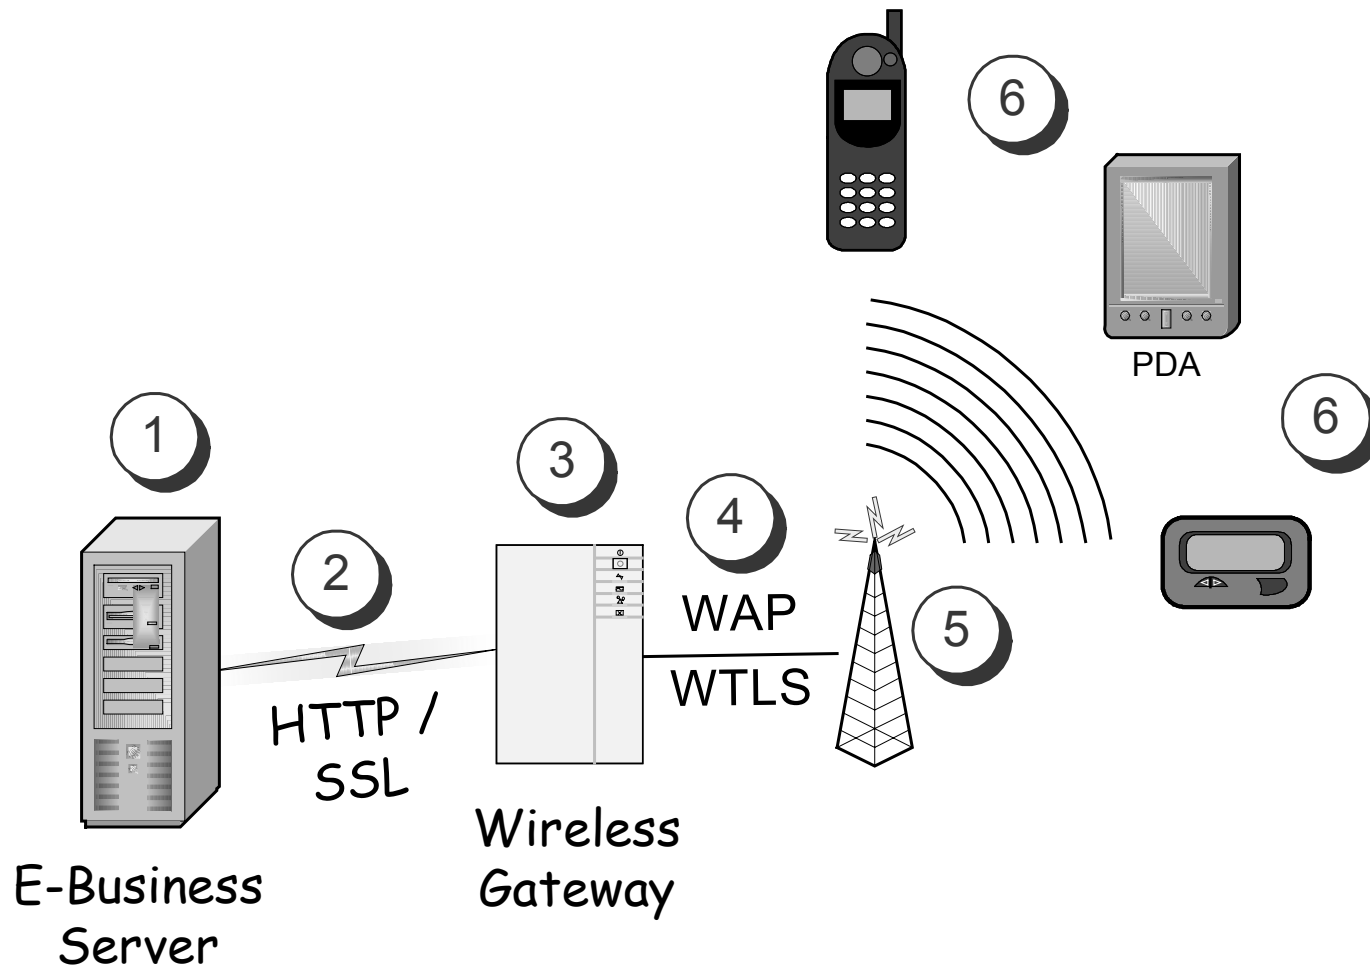 6
PDA
6
1
3
4
2
WAP
5
WTLS
HTTP /
SSL
Wireless
Gateway
E-Business
Server